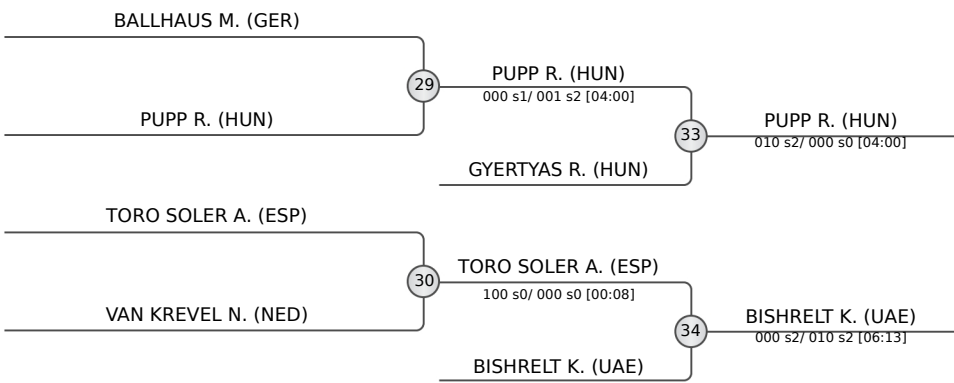 BALLHAUS M. (GER)
29
PUPP R. (HUN)
000 s1/ 001 s2 [04:00]
PUPP R. (HUN)
33
PUPP R. (HUN)
010 s2/ 000 s0 [04:00]
GYERTYAS R. (HUN)
TORO SOLER A. (ESP)
30
TORO SOLER A. (ESP)
100 s0/ 000 s0 [00:08]
VAN KREVEL N. (NED)
34
BISHRELT K. (UAE)
000 s2/ 010 s2 [06:13]
BISHRELT K. (UAE)